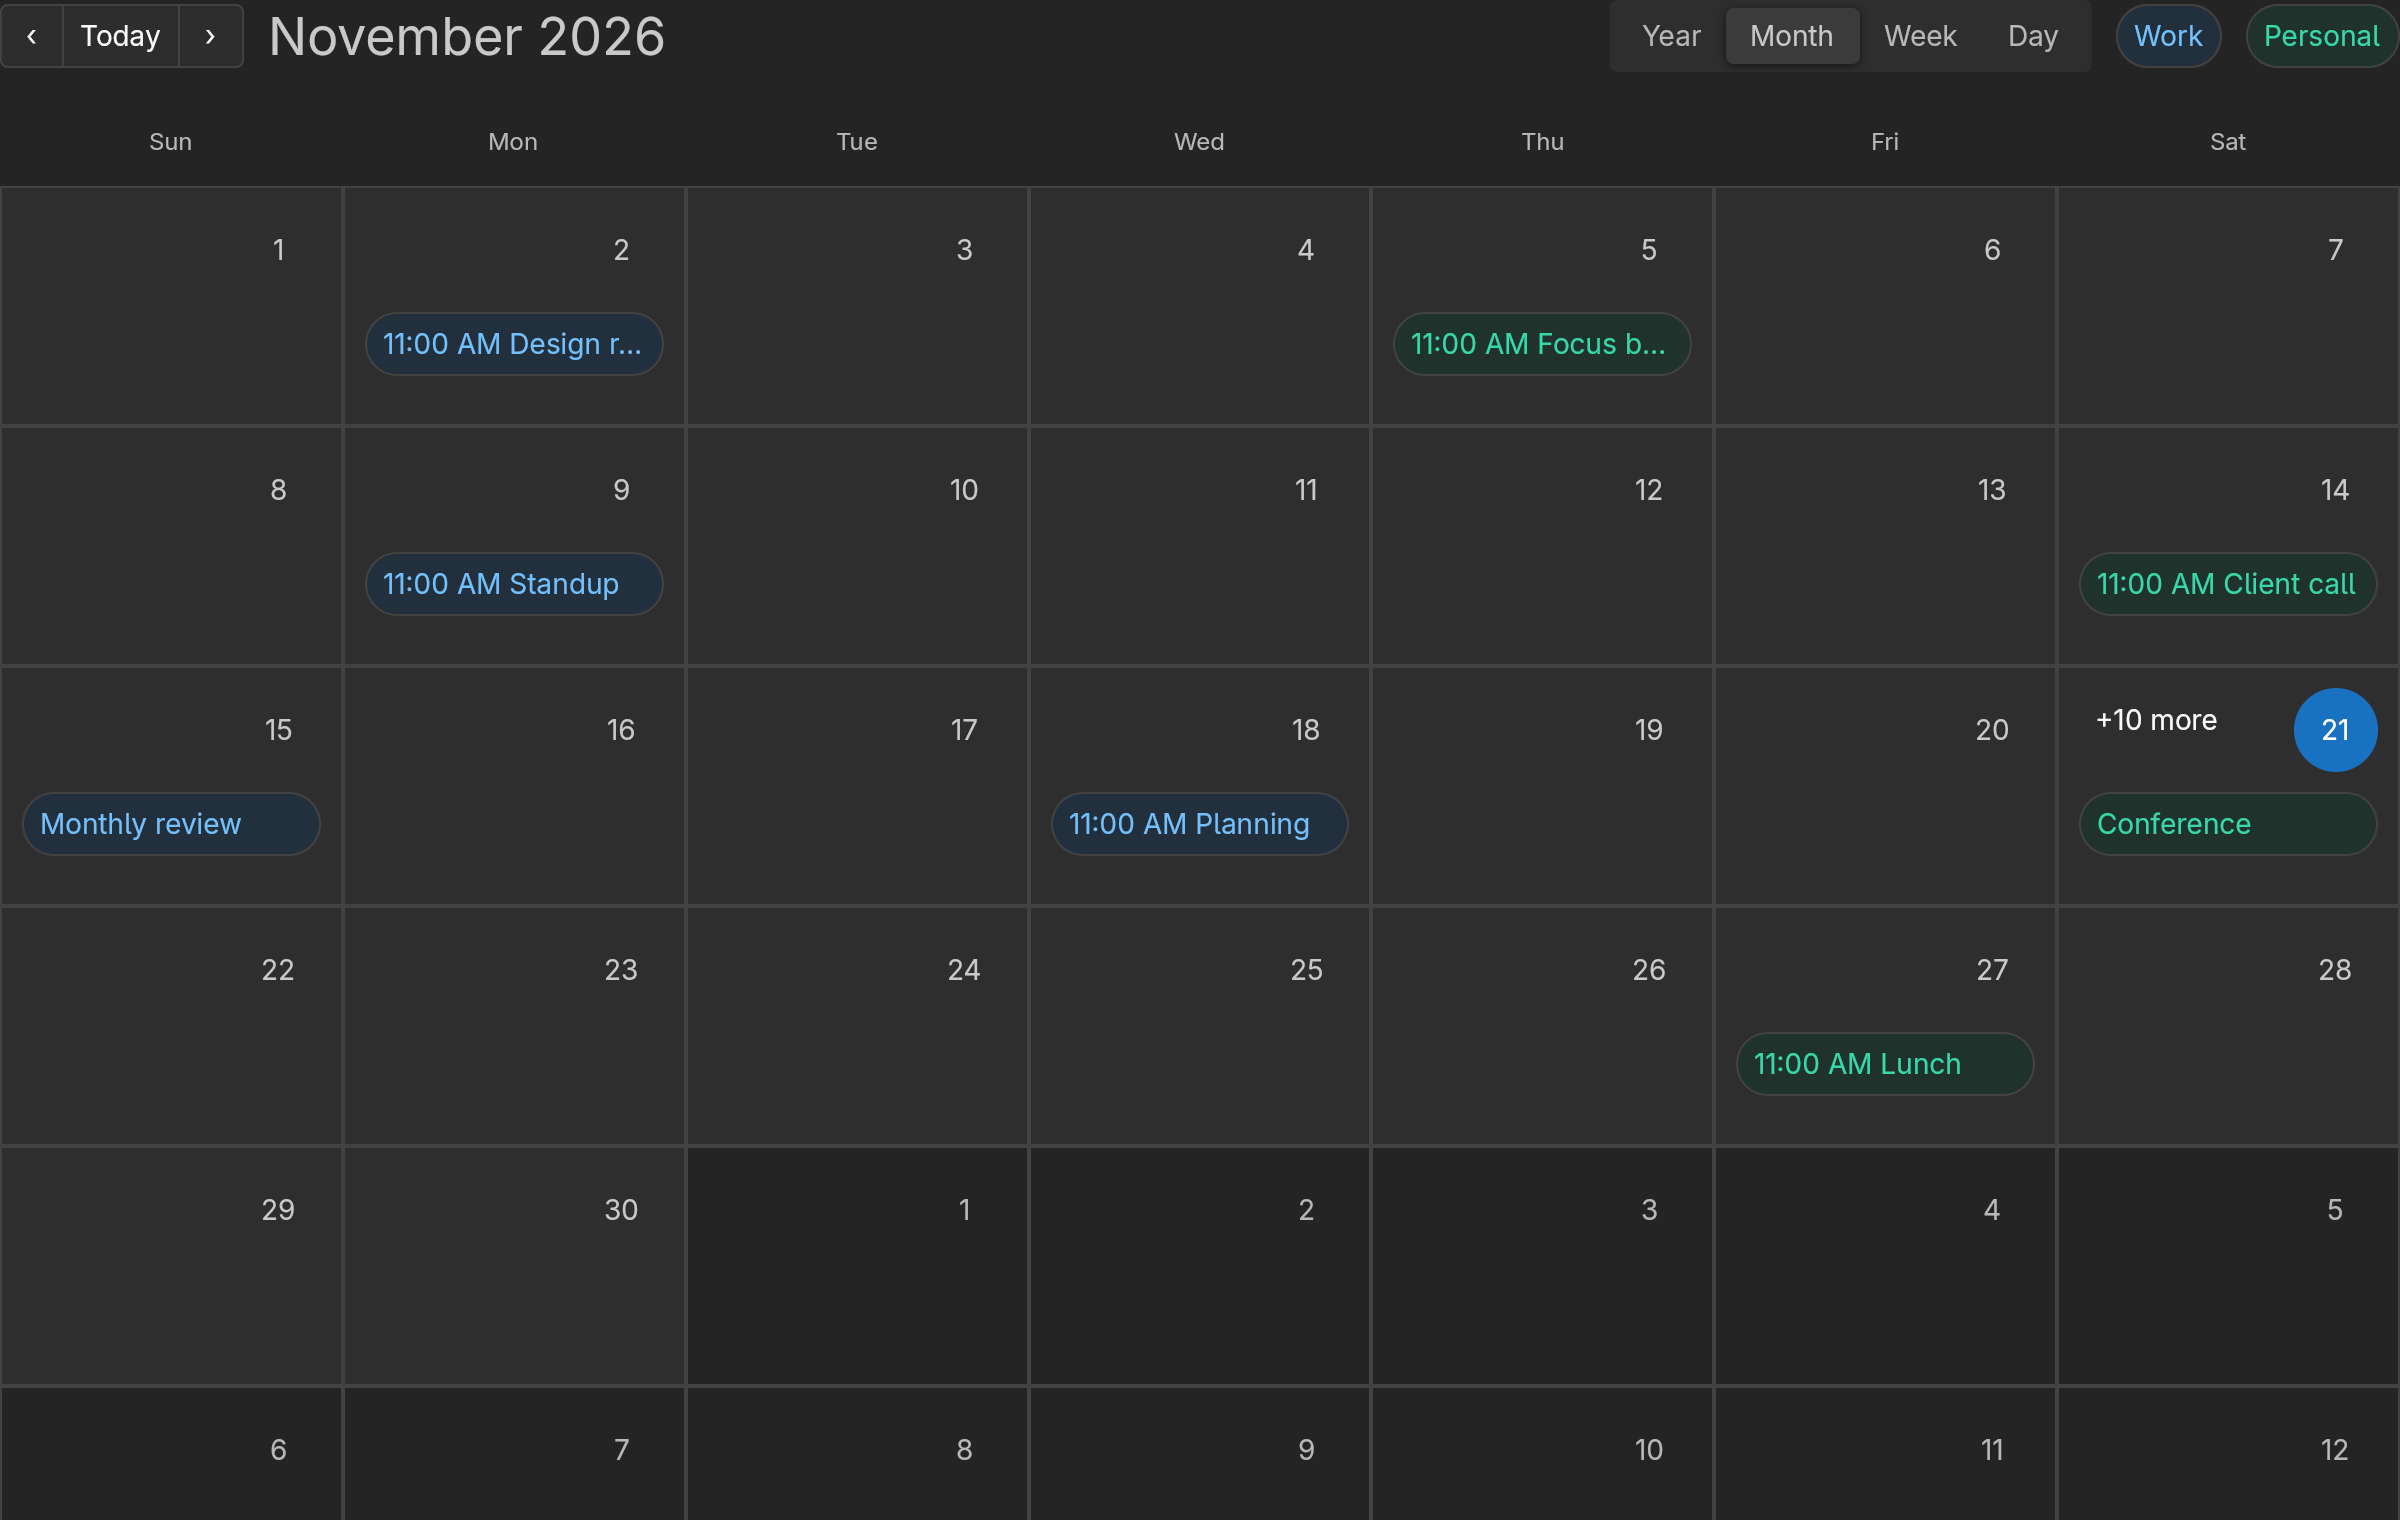 ‹ Today › November 2026 Year Month Week Day Work Personal
Sun Mon Tue Wed Thu Fri Sat
1 2 3 4 5 6 7
11:00 AM Design r... 11:00 AM Focus b...
8 9 10 11 12 13 14
11:00 AM Standup 11:00 AM Client call
15 16 17 18 19 20 +10 more 21
Monthly review 11:00 AM Planning Conference
22 23 24 25 26 27 28
11:00 AM Lunch
29 30 1 2 3 4 5
6 7 8 9 10 11 12